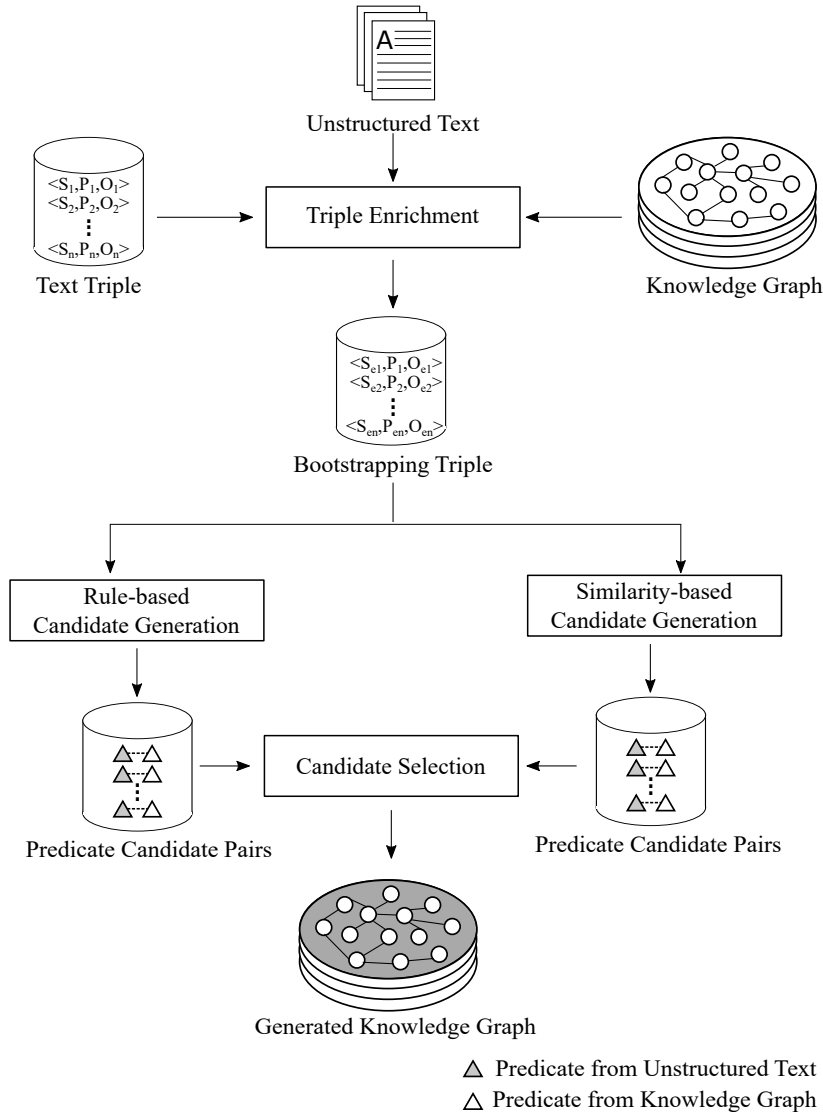 A
Unstructured Text
<S1,P1,O1>
<S2,P2,O2>
<Sn,Pn,On>
Text Triple
Triple Enrichment
Knowledge Graph
<Se1,P1,Oe1>
<Se2,P2,Oe2>
<Sen,Pen,Oen>
Bootstrapping Triple
Rule-based
Candidate Generation
Similarity-based
Candidate Generation
Candidate Selection
Predicate Candidate Pairs
Predicate Candidate Pairs
Generated Knowledge Graph
Predicate from Unstructured Text
Predicate from Knowledge Graph